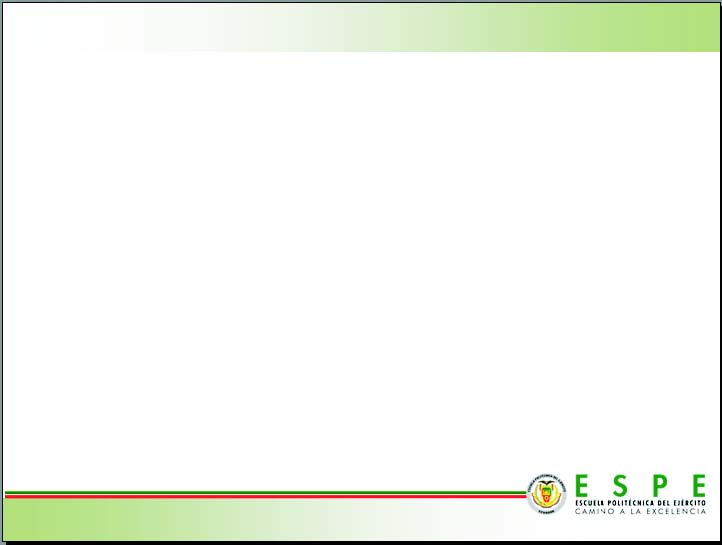 E S P E
ESCUELA POLITÉCNICA DEL EJÉRCITO
CAMINO A LA EXCELENCIA